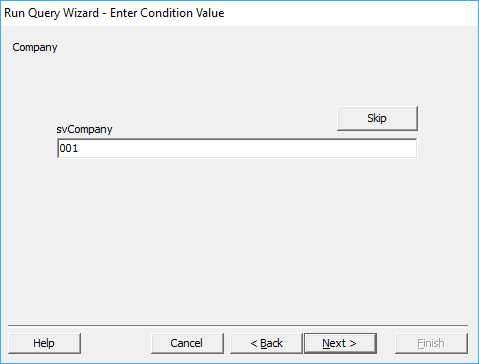 Run Query Wizard - Enter Condition Value
Company
Skip
svCompany
001
Help
Cancel
< Back
Next >
Finish